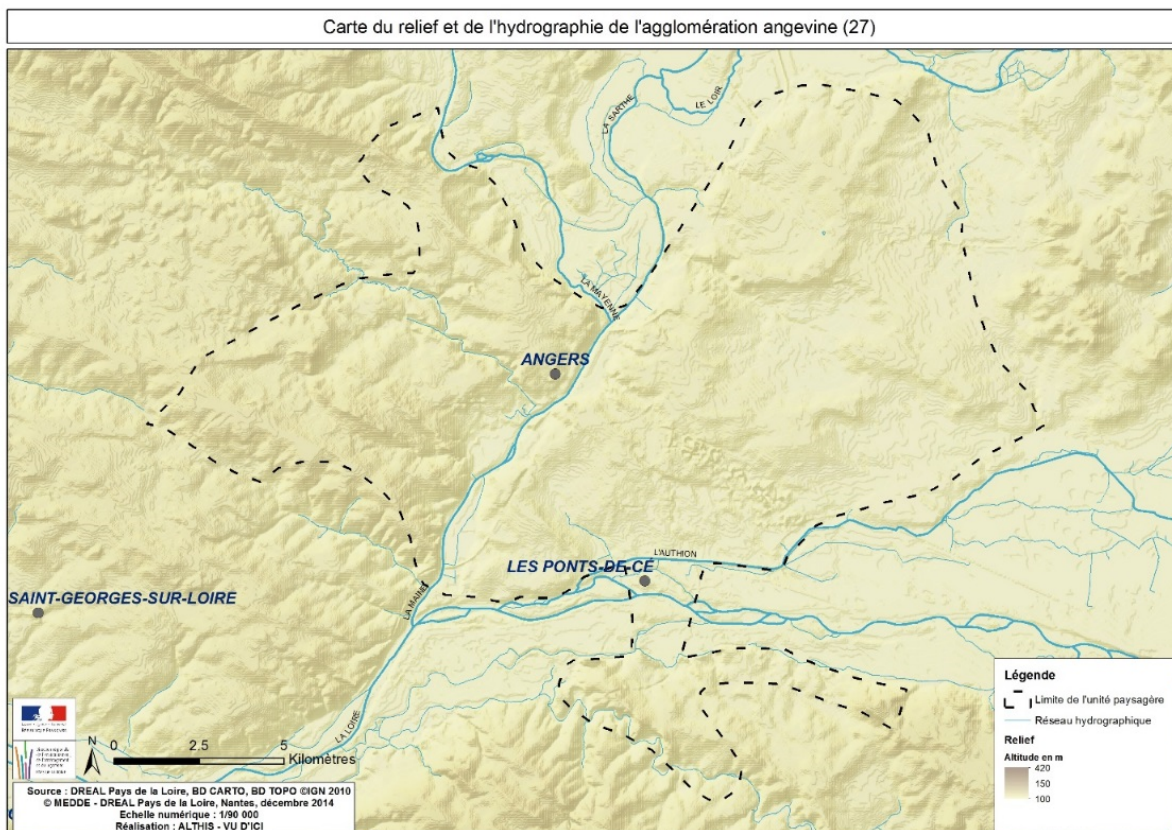 Carte du relief et de l'hydrographie de l'agglomération angevine (27)
LA SARTHE
LE LOIR
LA MAYENNE
ANGERS
L'AUTHION
LES PONTS-DE-CÉ
SAINT-GEORGES-SUR-LOIRE
LA MAINE
LA LOIRE
N
0 2.5 5
Kilomètres
Légende
Limite de l'unité paysagère
Réseau hydrographique
Relief
Altitude en m
420
150
100
Source : DREAL Pays de la Loire, BD CARTO, BD TOPO ©IGN 2010
© MEDDE - DREAL Pays de la Loire, Nantes, décembre 2014
Echelle numérique : 1/90 000
Réalisation : ALTHIS - VU D'ICI